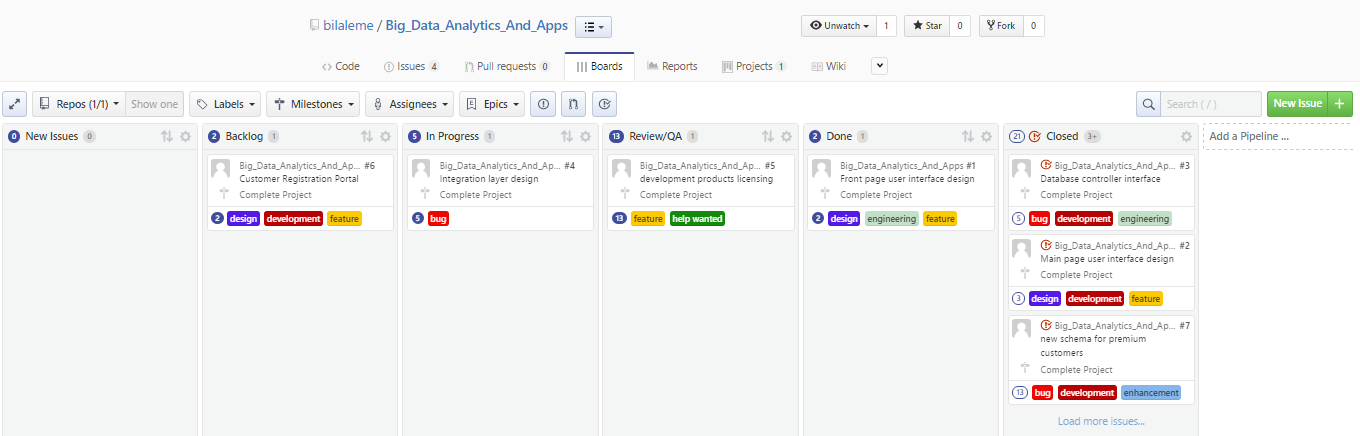 bilaleme / Big_Data_Analytics_And_Apps
Unwatch 1 Star 0 Fork 0
Code Issues 4 Pull requests 0 Boards Reports Projects 1 Wiki
Repos (1/1) Show one Labels Milestones Assignees Epics Search ( / ) New Issue +
0 New Issues 0
2 Backlog 1
Big_Data_Analytics_And_Ap... #6
Customer Registration Portal
Complete Project
2 design development feature
5 In Progress 1
Big_Data_Analytics_And_Ap... #4
Integration layer design
Complete Project
5 bug
13 Review/QA 1
Big_Data_Analytics_And_Ap... #5
development products licensing
Complete Project
13 feature help wanted
2 Done 1
Big_Data_Analytics_And_Apps #1
Front page user interface design
Complete Project
2 design engineering feature
21 Closed 3+
Big_Data_Analytics_And_Ap... #3
Database controller interface
Complete Project
5 bug development engineering
Big_Data_Analytics_And_Ap... #2
Main page user interface design
Complete Project
3 design development feature
Big_Data_Analytics_And_Ap... #7
new schema for premium
customers
Complete Project
13 bug development enhancement
Load more issues...
Add a Pipeline ...